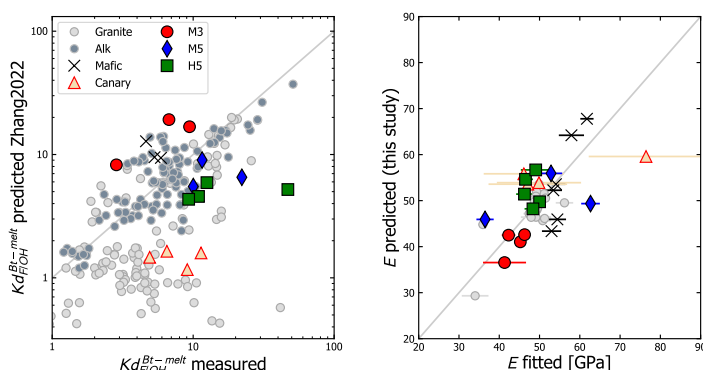 Granite
Alk
Mafic
Canary
M3
M5
H5
100
10
1
1
10
100
Kd_{F/OH}^{Bt-melt} predicted Zhang2022
Kd_{F/OH}^{Bt-melt} measured
90
80
70
60
50
40
30
20
20
30
40
50
60
70
80
90
E predicted (this study)
E fitted [GPa]